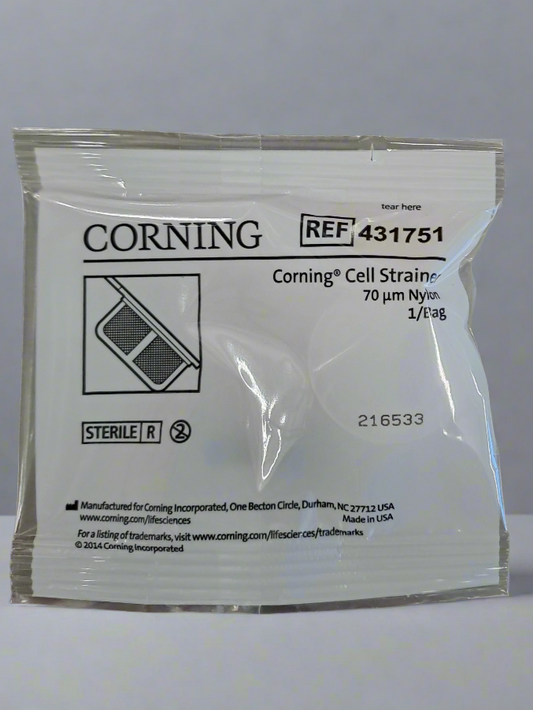 tear here
CORNING
REF 431751
Corning® Cell Strainer
70 µm Nylon
1/Bag
216533
STERILE R 2
Manufactured for Corning Incorporated, One Becton Circle, Durham, NC 27712 USA
www.corning.com/lifesciences
Made in USA
For a listing of trademarks, visit www.corning.com/lifesciences/trademarks
© 2014 Corning Incorporated